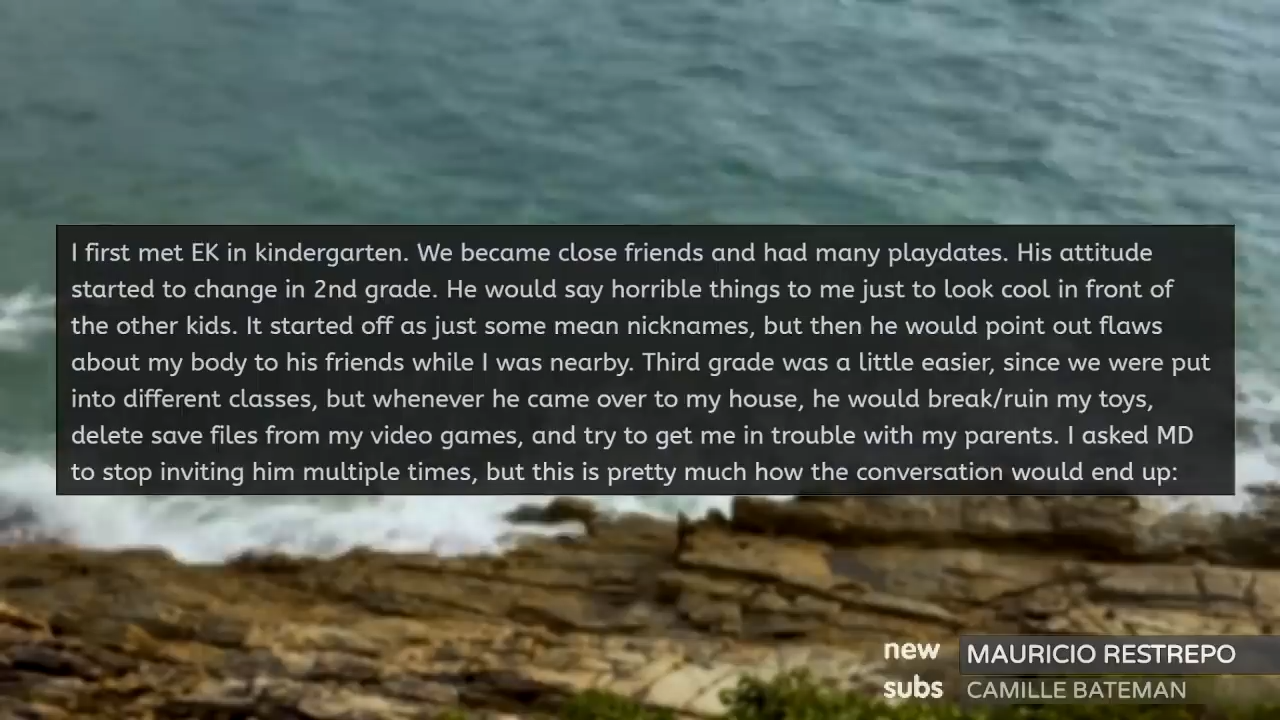 I first met EK in kindergarten. We became close friends and had many playdates. His attitude
started to change in 2nd grade. He would say horrible things to me just to look cool in front of
the other kids. It started off as just some mean nicknames, but then he would point out flaws
about my body to his friends while I was nearby. Third grade was a little easier, since we were put
into different classes, but whenever he came over to my house, he would break/ruin my toys,
delete save files from my video games, and try to get me in trouble with my parents. I asked MD
to stop inviting him multiple times, but this is pretty much how the conversation would end up:
new MAURICIO RESTREPO
subs CAMILLE BATEMAN